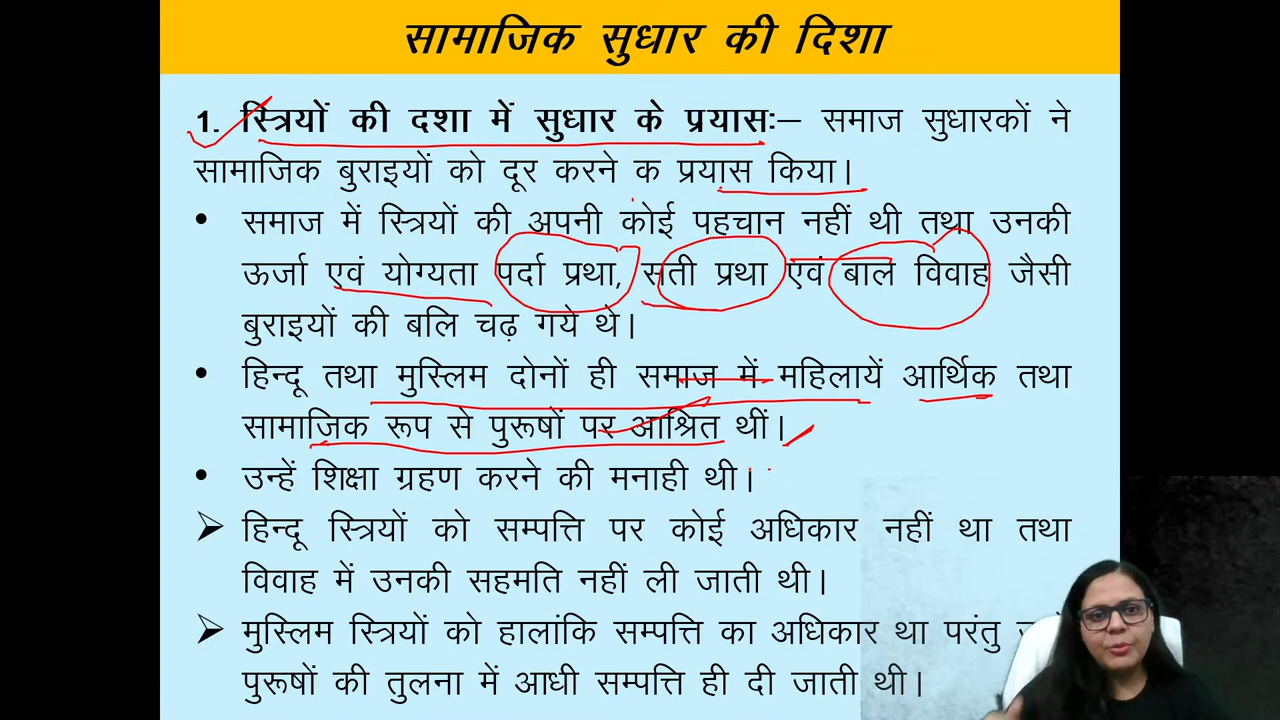 सामाजिक सुधार की दिशा
1. स्त्रियों की दशा में सुधार के प्रयास:– समाज सुधारकों ने
सामाजिक बुराइयों को दूर करने क प्रयास किया।
• समाज में स्त्रियों की अपनी कोई पहचान नहीं थी तथा उनकी
ऊर्जा एवं योग्यता पर्दा प्रथा, सती प्रथा एवं बाल विवाह जैसी
बुराइयों की बलि चढ़ गये थे।
• हिन्दू तथा मुस्लिम दोनों ही समाज में महिलायें आर्थिक तथा
सामाजिक रूप से पुरूषों पर आश्रित थीं।
• उन्हें शिक्षा ग्रहण करने की मनाही थी।
➢ हिन्दू स्त्रियों को सम्पत्ति पर कोई अधिकार नहीं था तथा
विवाह में उनकी सहमति नहीं ली जाती थी।
➢ मुस्लिम स्त्रियों को हालांकि सम्पत्ति का अधिकार था परंतु
पुरूषों की तुलना में आधी सम्पत्ति ही दी जाती थी।